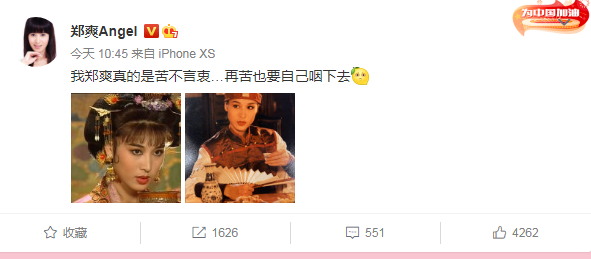 为中国加油
郑爽Angel V
今天 10:45 来自 iPhone XS
我郑爽真的是苦不言衷…再苦也要自己咽下去
收藏
1626
551
4262